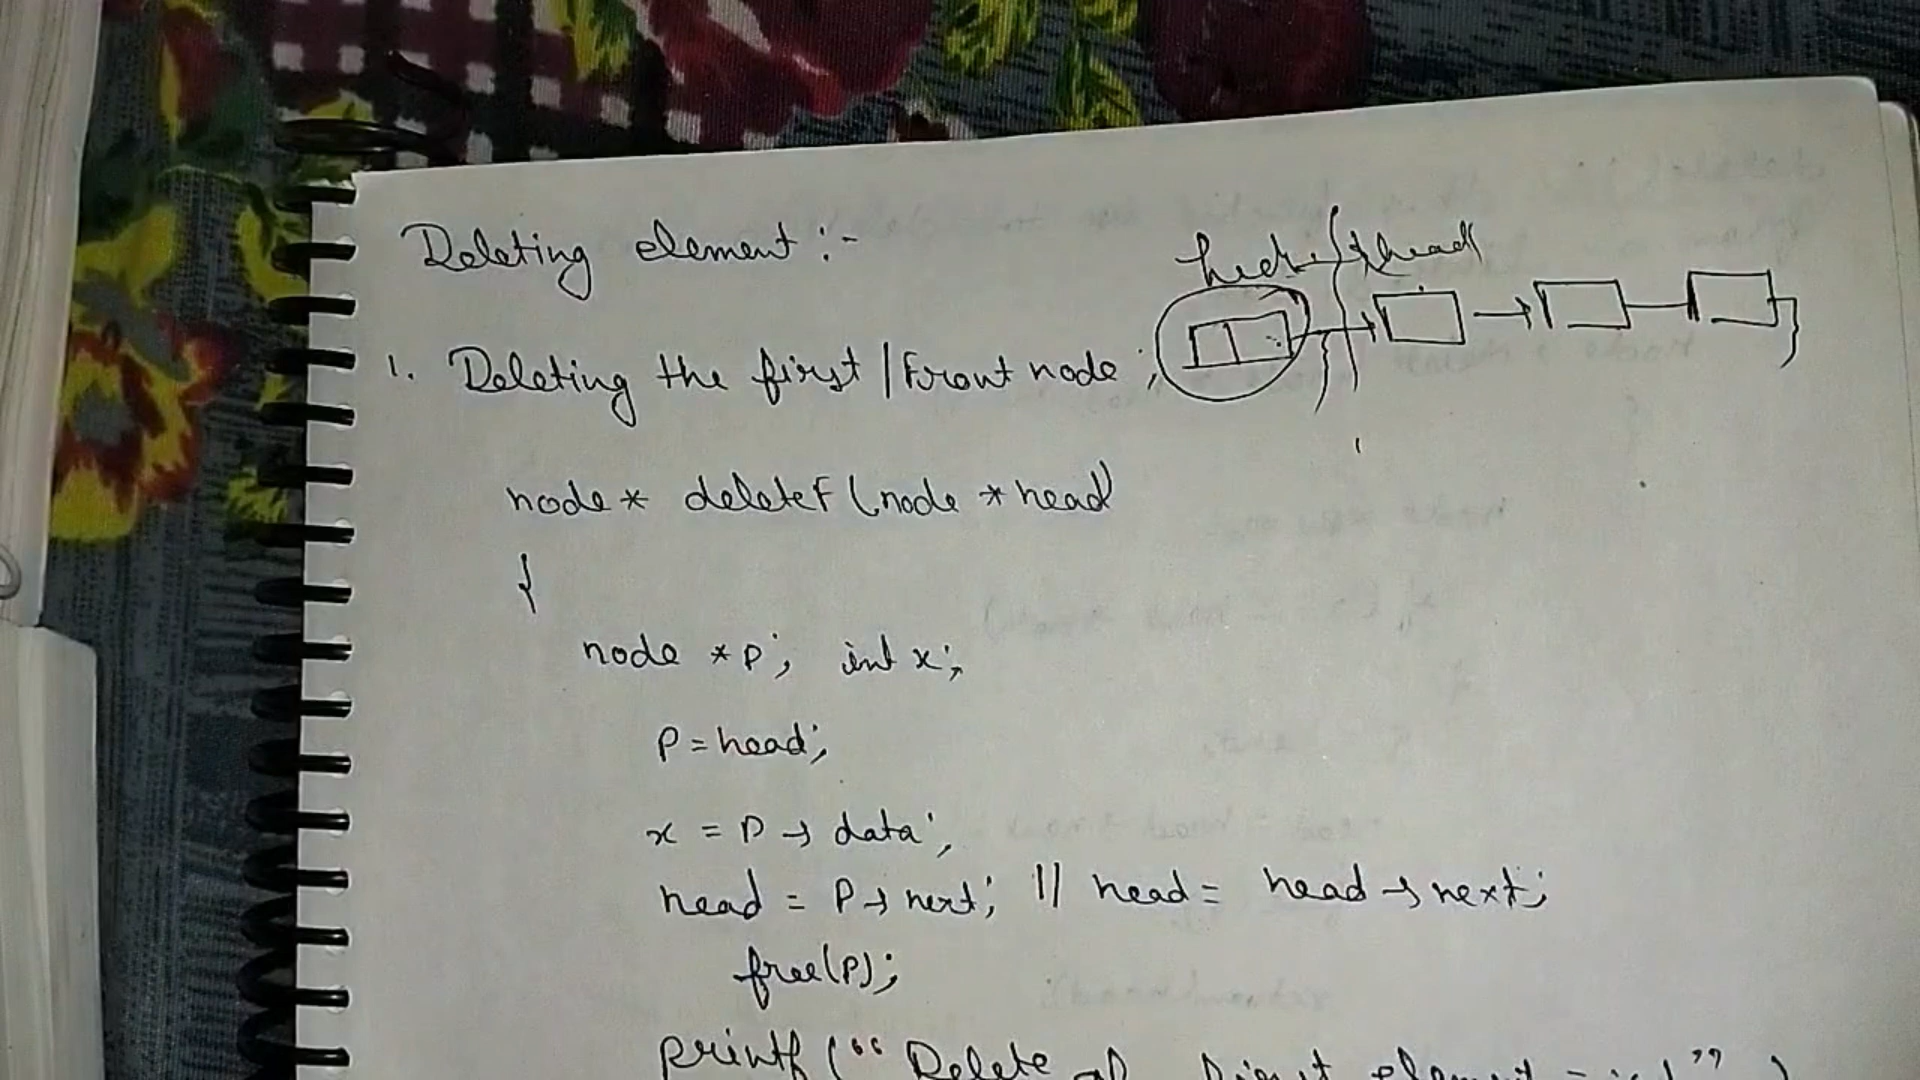 Deleting element :-
head head
1. Deleting the first / Front node ;
node * deleteF (node * head)
{
node * P; int x;
P = head;
x = P → data;
head = P → next; // head = head → next;
free(P);
printf (“ Delete